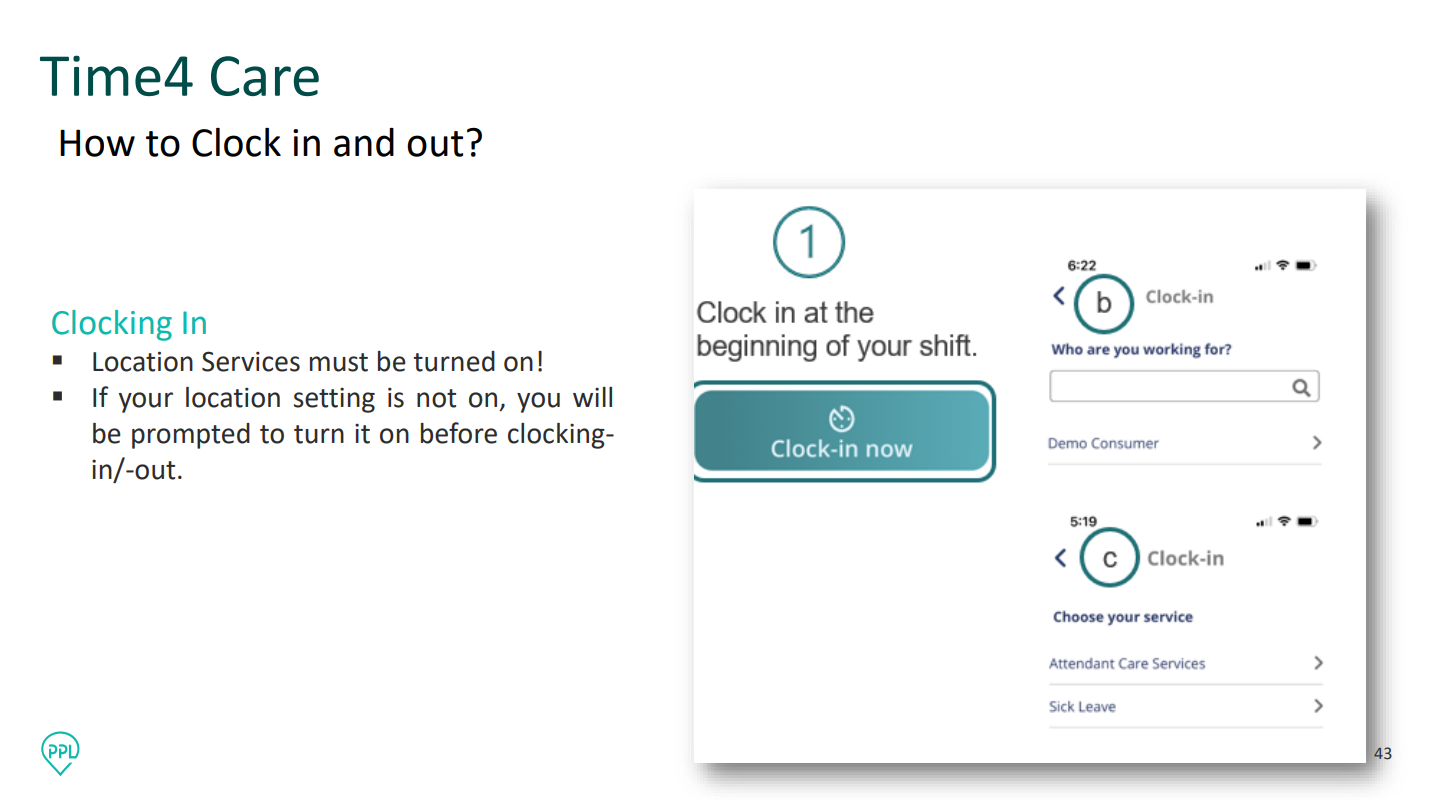 Time4 Care
How to Clock in and out?
Clocking In
▪ Location Services must be turned on!
▪ If your location setting is not on, you will
be prompted to turn it on before clocking-
in/-out.
1
Clock in at the
beginning of your shift.
Clock-in now
6:22
b Clock-in
Who are you working for?
Demo Consumer
5:19
c Clock-in
Choose your service
Attendant Care Services
Sick Leave
PPL
43